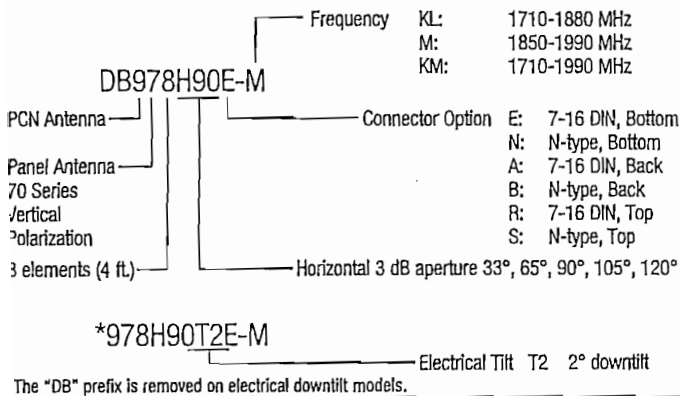 Frequency KL: 1710-1880 MHz
M: 1850-1990 MHz
KM: 1710-1990 MHz
DB978H90E-M
PCN Antenna
Connector Option E: 7-16 DIN, Bottom
N: N-type, Bottom
Panel Antenna A: 7-16 DIN, Back
70 Series B: N-type, Back
Vertical R: 7-16 DIN, Top
Polarization S: N-type, Top
8 elements (4 ft.) Horizontal 3 dB aperture 33°, 65°, 90°, 105°, 120°
*978H90T2E-M
Electrical Tilt T2 2° downtilt
The "DB" prefix is removed on electrical downtilt models.